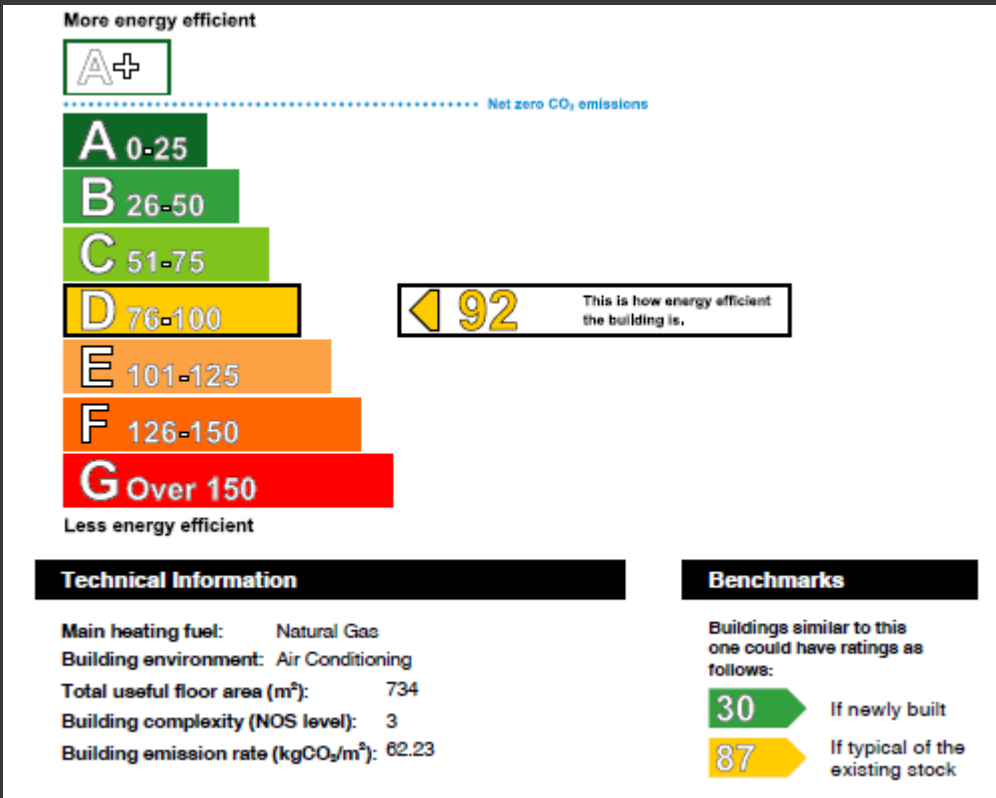 More energy efficient
A+
Net zero CO₂ emissions
A 0-25
B 26-50
C 51-75
D 76-100
92 This is how energy efficient
the building is.
E 101-125
F 126-150
G Over 150
Less energy efficient
Technical Information
Main heating fuel: Natural Gas
Building environment: Air Conditioning
Total useful floor area (m²): 734
Building complexity (NOS level): 3
Building emission rate (kgCO₂/m²): 62.23
Benchmarks
Buildings similar to this
one could have ratings as
follows:
30 If newly built
87 If typical of the
existing stock